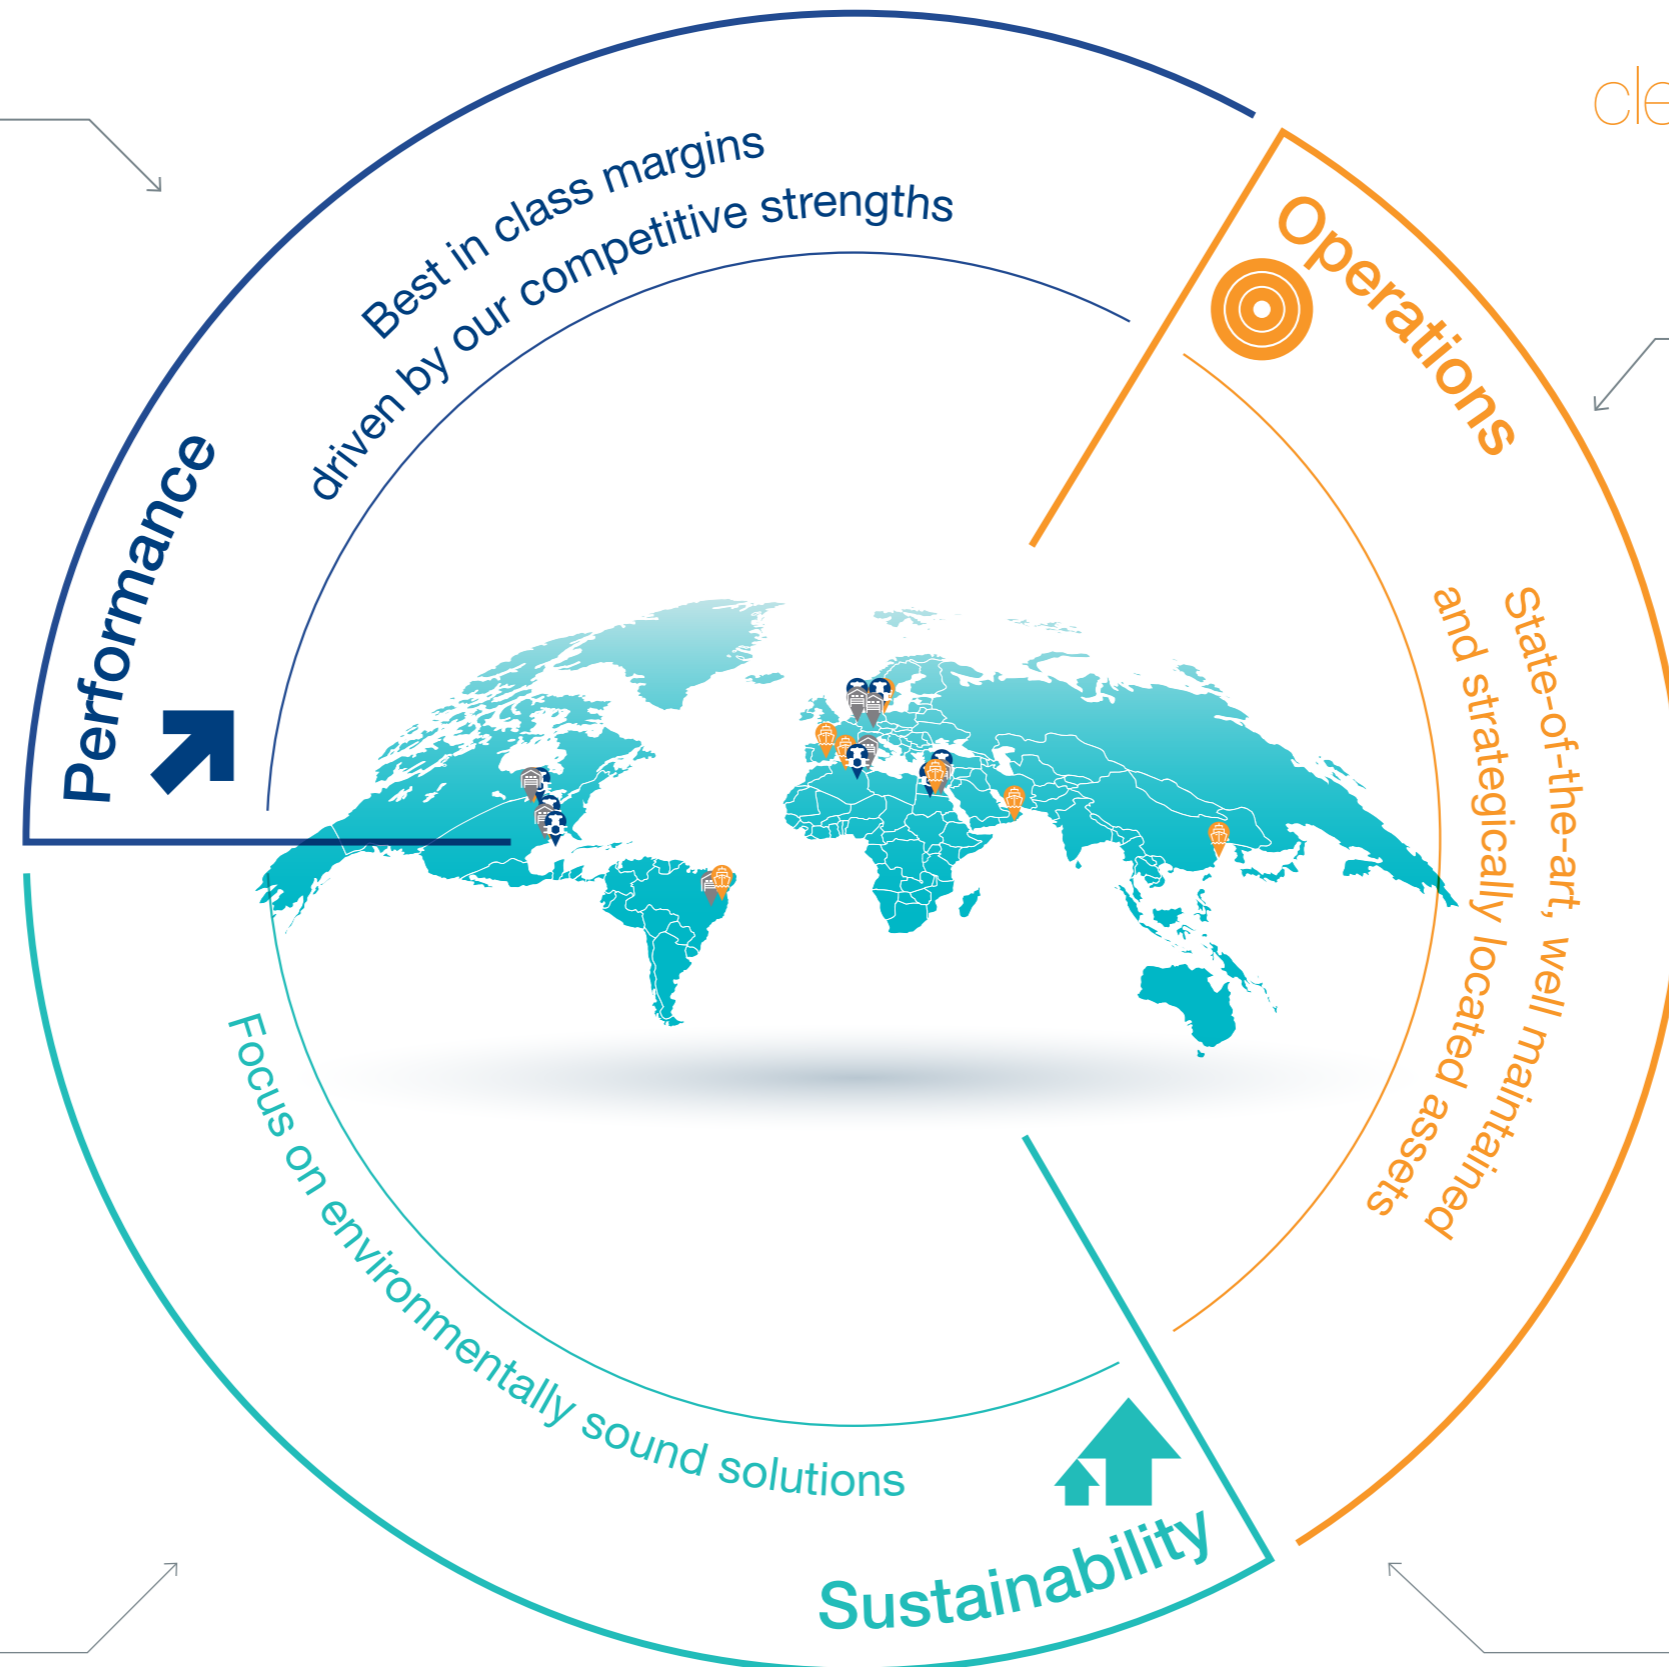 Performance
Best in class margins
driven by our competitive strengths
Operations
State-of-the-art, well maintained
and strategically located assets
Sustainability
Focus on environmentally sound solutions